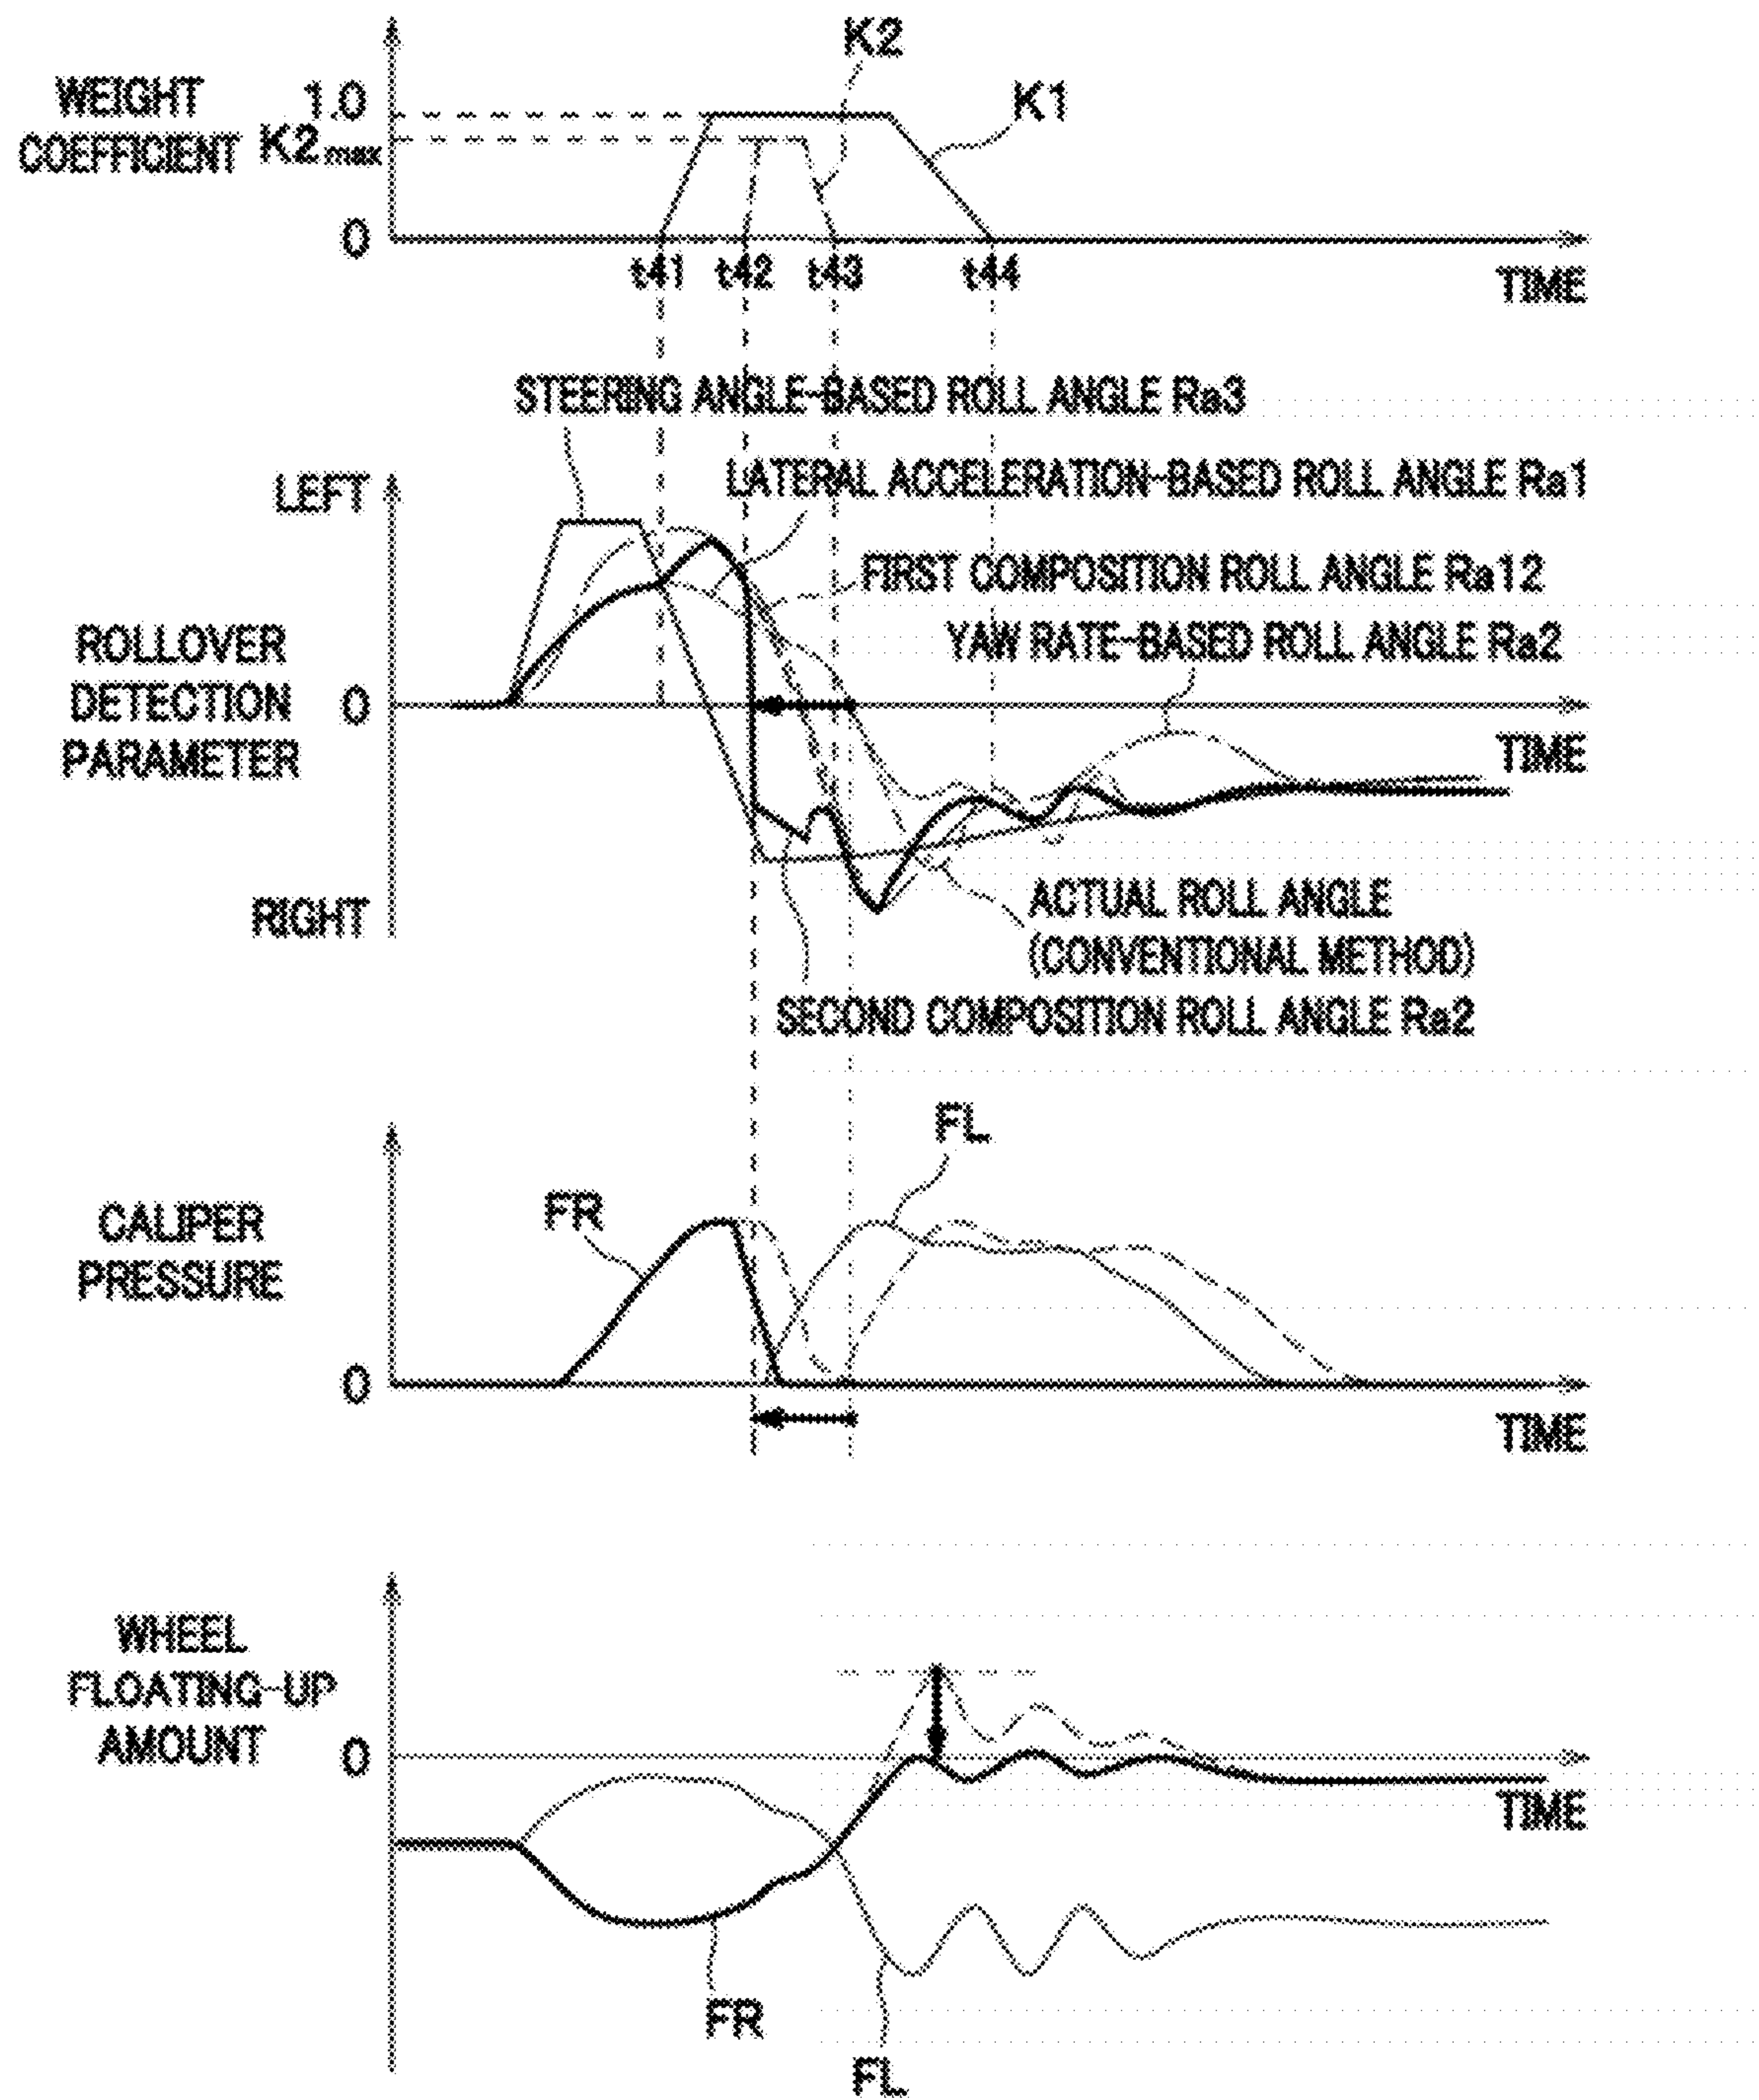 K2
WEIGHT
COEFFICIENT
1.0
K2max
K1
0
t41 t42 t43 t44
TIME
STEERING ANGLE-BASED ROLL ANGLE Ra3
LEFT
LATERAL ACCELERATION-BASED ROLL ANGLE Ra1
FIRST COMPOSITION ROLL ANGLE Ra12
YAW RATE-BASED ROLL ANGLE Ra2
ROLLOVER
DETECTION
PARAMETER
0
TIME
RIGHT
ACTUAL ROLL ANGLE
(CONVENTIONAL METHOD)
SECOND COMPOSITION ROLL ANGLE Ra2
FL
FR
CALIPER
PRESSURE
0
TIME
WHEEL
FLOATING-UP
AMOUNT
0
TIME
FR
FL